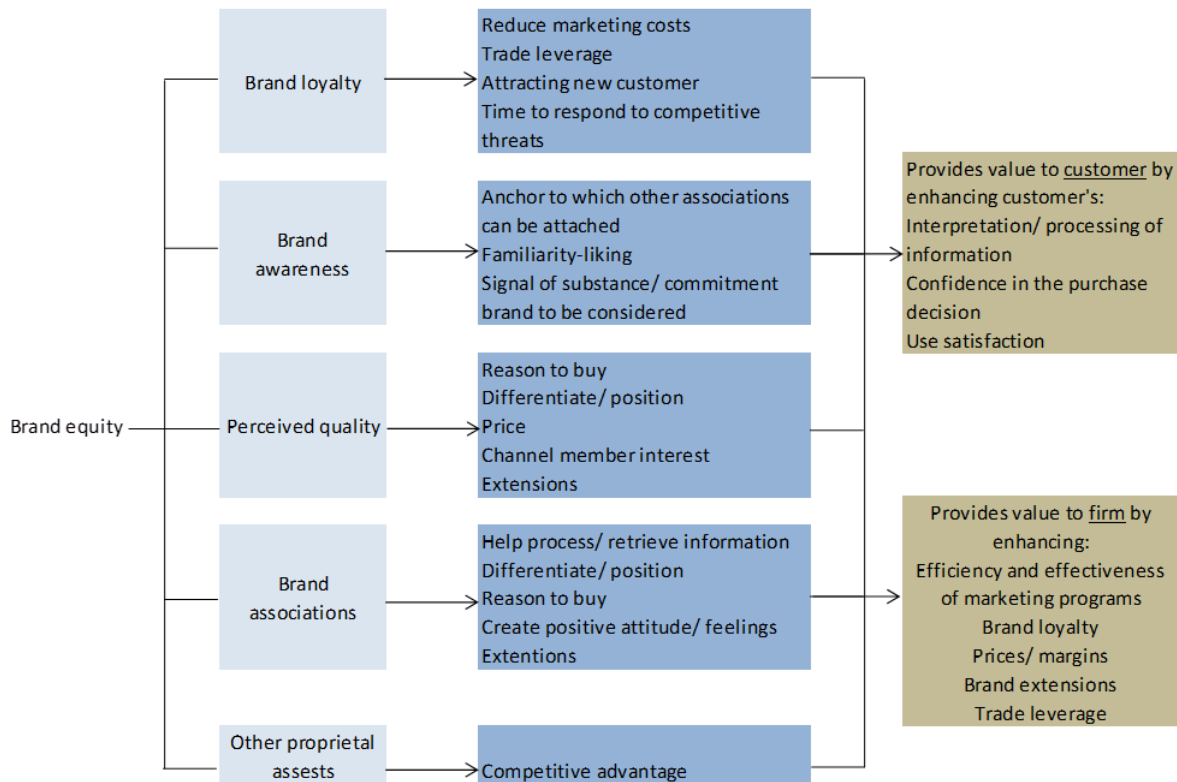 Brand equity
Brand loyalty
Reduce marketing costs
Trade leverage
Attracting new customer
Time to respond to competitive
threats
Brand
awareness
Anchor to which other associations
can be attached
Familiarity-liking
Signal of substance/ commitment
brand to be considered
Perceived quality
Reason to buy
Differentiate/ position
Price
Channel member interest
Extensions
Brand
associations
Help process/ retrieve information
Differentiate/ position
Reason to buy
Create positive attitude/ feelings
Extentions
Other proprietal
assests
Competitive advantage
Provides value to customer by
enhancing customer's:
Interpretation/ processing of
information
Confidence in the purchase
decision
Use satisfaction
Provides value to firm by
enhancing:
Efficiency and effectiveness
of marketing programs
Brand loyalty
Prices/ margins
Brand extensions
Trade leverage